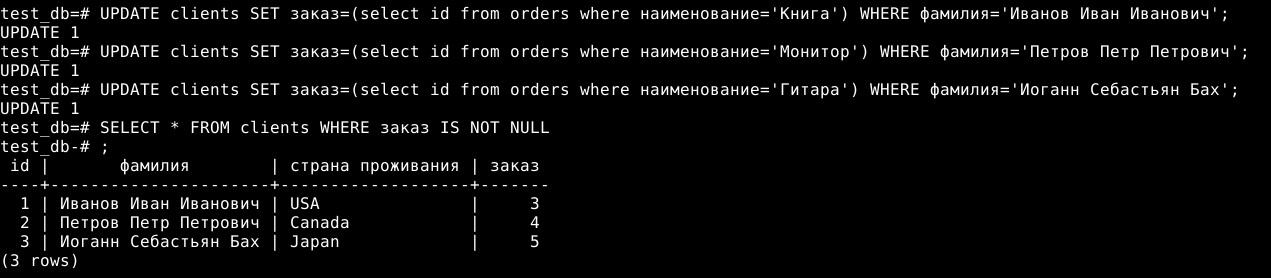 test_db=# UPDATE clients SET заказ=(select id from orders where наименование='Книга') WHERE фамилия='Иванов Иван Иванович';
UPDATE 1
test_db=# UPDATE clients SET заказ=(select id from orders where наименование='Монитор') WHERE фамилия='Петров Петр Петрович';
UPDATE 1
test_db=# UPDATE clients SET заказ=(select id from orders where наименование='Гитара') WHERE фамилия='Иоганн Себастьян Бах';
UPDATE 1
test_db=# SELECT * FROM clients WHERE заказ IS NOT NULL
test_db-# ;
 id |       фамилия        | страна проживания | заказ
----+----------------------+-------------------+-------
  1 | Иванов Иван Иванович | USA               |     3
  2 | Петров Петр Петрович | Canada            |     4
  3 | Иоганн Себастьян Бах | Japan             |     5
(3 rows)